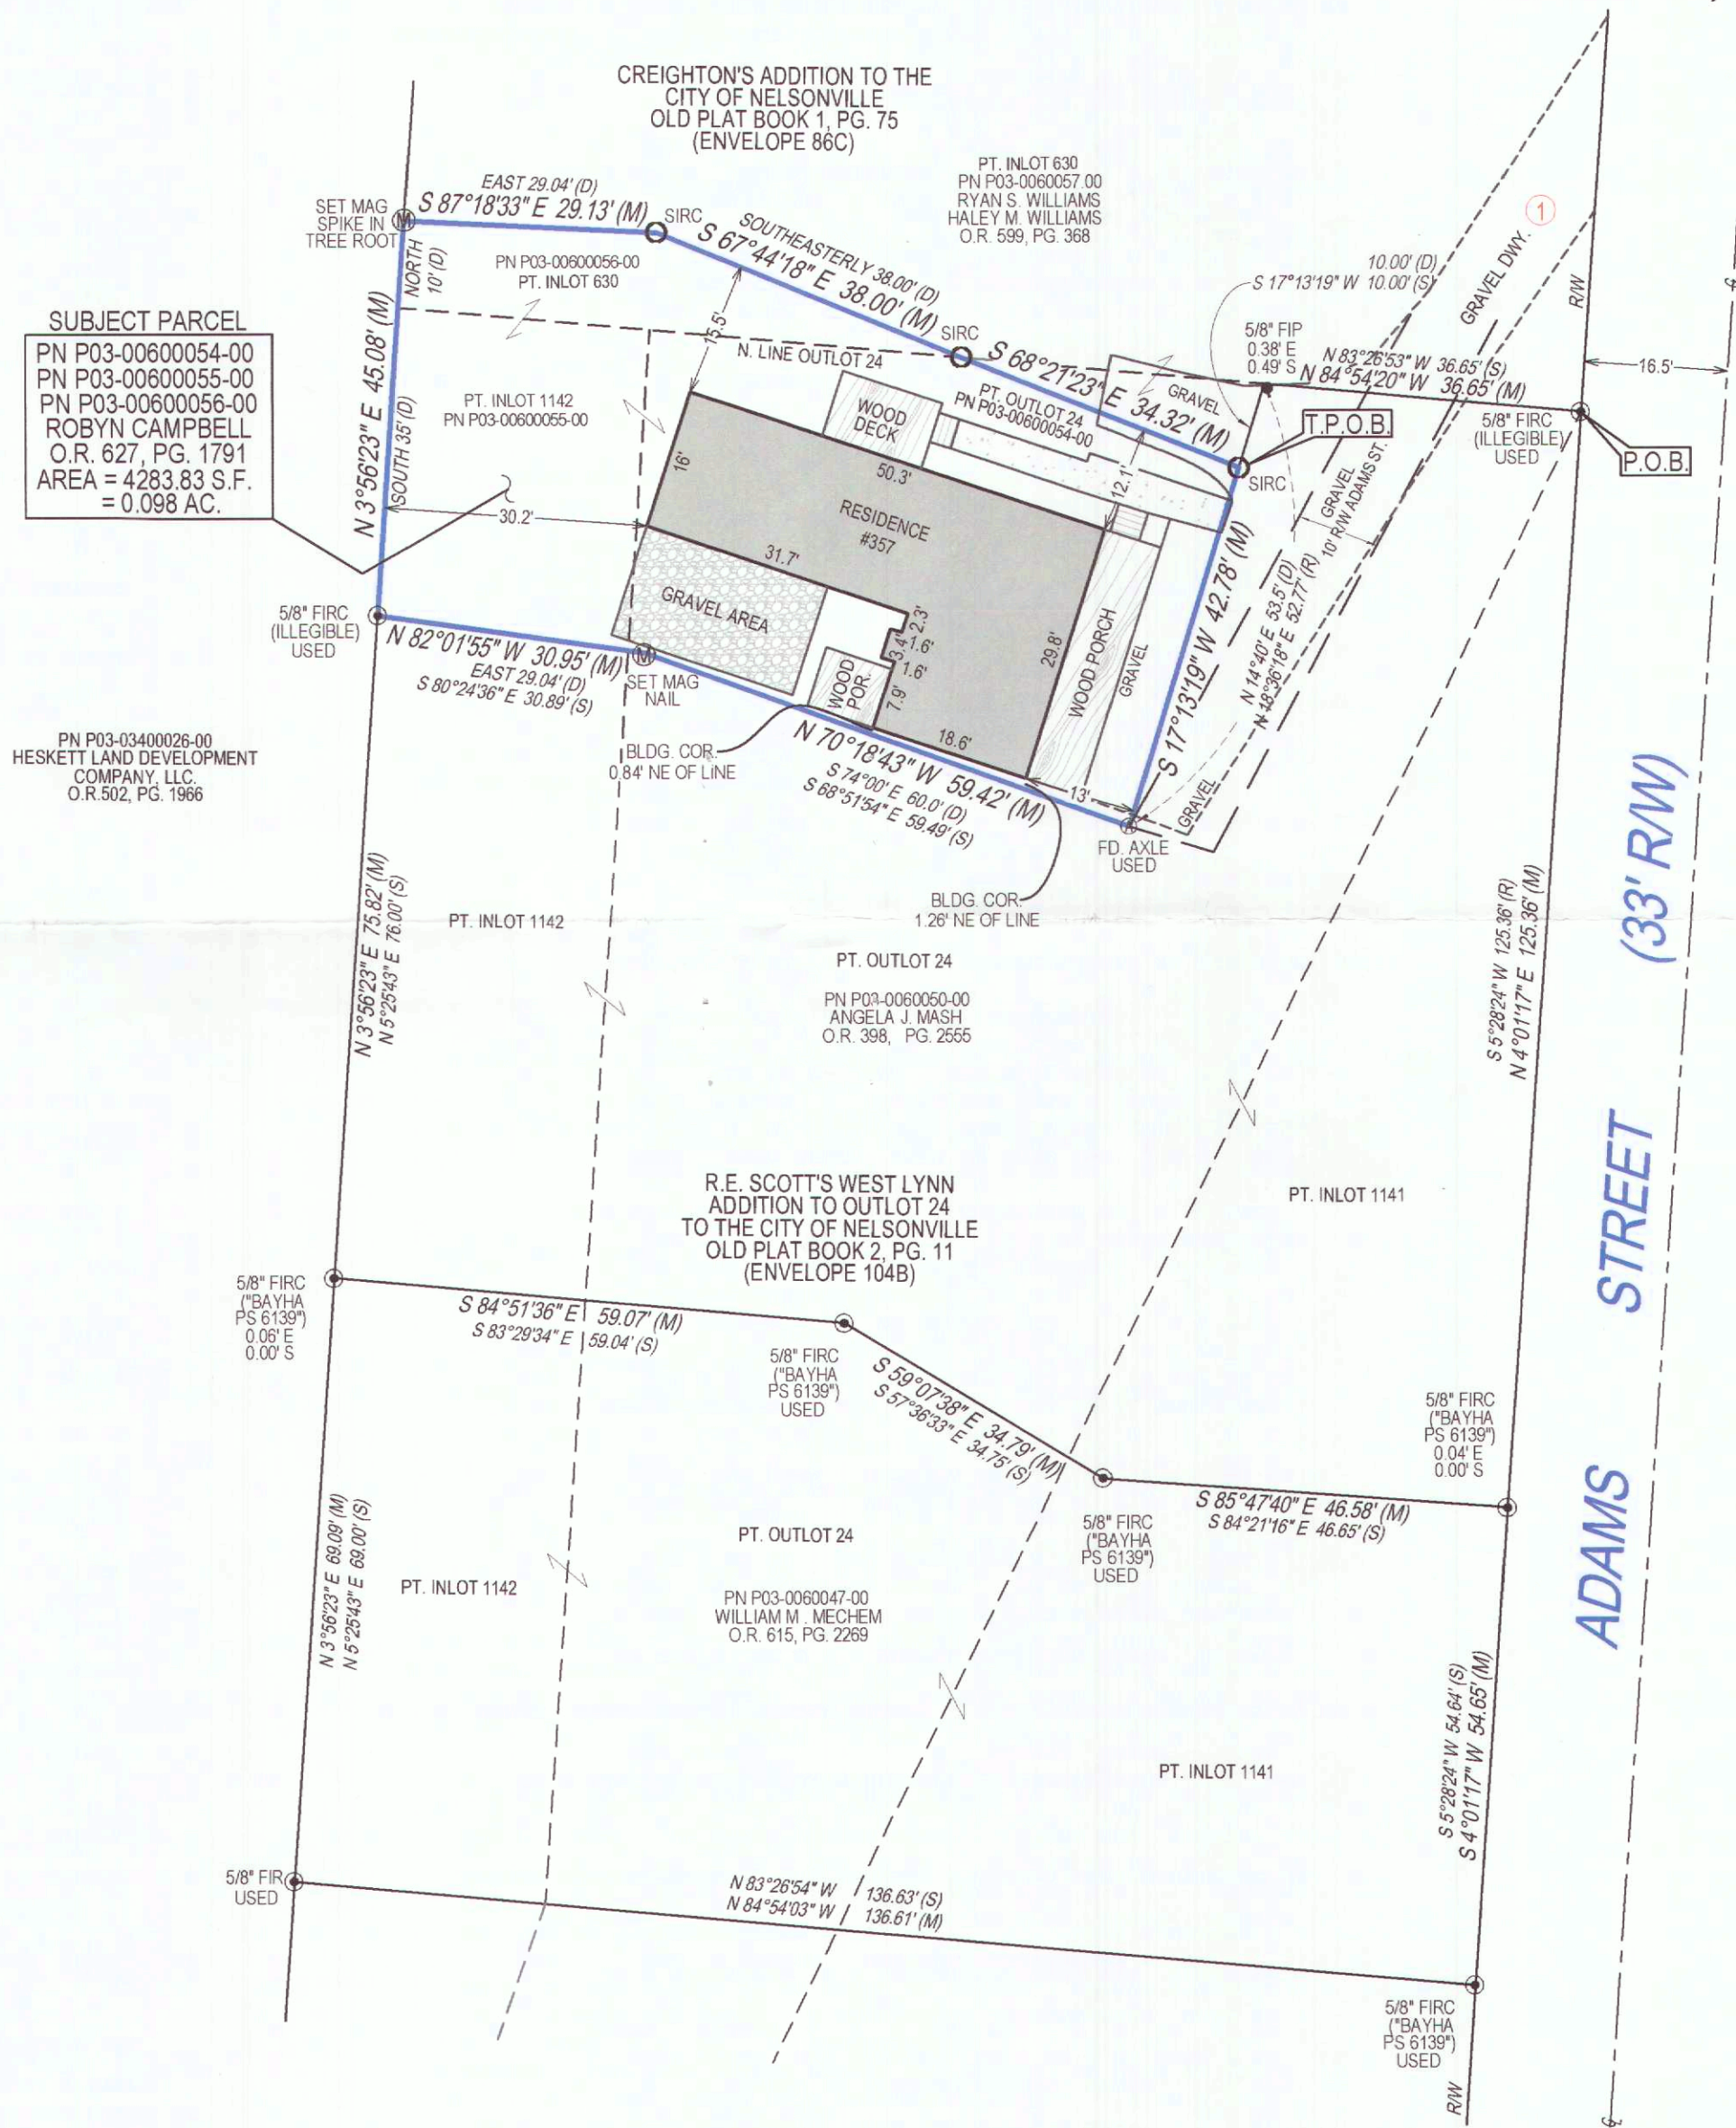 CREIGHTON'S ADDITION TO THE
CITY OF NELSONVILLE
OLD PLAT BOOK 1, PG. 75
(ENVELOPE 86C)
PT. INLOT 630
PN P03-0060057.00
RYAN S. WILLIAMS
HALEY M. WILLIAMS
O.R. 599, PG. 368
EAST 29.04' (D)
S 87°18'33" E 29.13' (M)
SET MAG
SPIKE IN
TREE ROOT
M
SIRC
SOUTHEASTERLY 38.00' (D)
S 67°44'18" E 38.00' (M)
NORTH
10' (D)
PN P03-00600056-00
PT. INLOT 630
SUBJECT PARCEL
PN P03-00600054-00
PN P03-00600055-00
PN P03-00600056-00
ROBYN CAMPBELL
O.R. 627, PG. 1791
AREA = 4283.83 S.F.
= 0.098 AC.
N 3°56'23" E 45.08' (M)
SOUTH 35' (D)
15.5'
N. LINE OUTLOT 24
SIRC
S 68°21'23" E 34.32' (M)
PT. INLOT 1142
PN P03-00600055-00
PT. OUTLOT 24
PN P03-00600054-00
WOOD
DECK
GRAVEL
10.00' (D)
S 17°13'19" W 10.00' (S)
5/8" FIP
0.38' E
0.49' S
GRAVEL DWY.
1
R/W
16.5'
N 83°26'53" W 36.65' (S)
N 84°54'20" W 36.65' (M)
T.P.O.B.
5/8" FIRC
(ILLEGIBLE)
USED
P.O.B.
SIRC
16'
50.3'
12.1'
30.2'
RESIDENCE
#357
31.7'
GRAVEL AREA
2.3'
1.6'
3.4'
1.6'
7.9'
29.8'
WOOD PORCH
GRAVEL
WOOD
POR.
18.6'
13'
GRAVEL
10' R/W ADAMS ST.
S 17°13'19" W 42.78' (M)
N 14°40' E 53.5' (D)
N 18°36'18" E 52.77' (R)
GRAVEL
5/8" FIRC
(ILLEGIBLE)
USED
N 82°01'55" W 30.95' (M)
EAST 29.04' (D)
S 80°24'36" E 30.89' (S)
M
SET MAG
NAIL
BLDG. COR.
0.84' NE OF LINE
N 70°18'43" W 59.42' (M)
S 74°00' E 60.0' (D)
S 68°51'54" E 59.49' (S)
FD. AXLE
USED
BLDG. COR.
1.26' NE OF LINE
PN P03-03400026-00
HESKETT LAND DEVELOPMENT
COMPANY, LLC.
O.R.502, PG. 1966
N 3°56'23" E 75.82' (M)
N 5°25'43" E 76.00' (S)
PT. INLOT 1142
PT. OUTLOT 24
PN P03-0060050-00
ANGELA J. MASH
O.R. 398, PG. 2555
S 5°28'24" W 125.36' (R)
N 4°01'17" E 125.36' (M)
ADAMS STREET (33' R/W)
R.E. SCOTT'S WEST LYNN
ADDITION TO OUTLOT 24
TO THE CITY OF NELSONVILLE
OLD PLAT BOOK 2, PG. 11
(ENVELOPE 104B)
PT. INLOT 1141
5/8" FIRC
("BAYHA
PS 6139")
0.06' E
0.00' S
S 84°51'36" E 59.07' (M)
S 83°29'34" E 59.04' (S)
5/8" FIRC
("BAYHA
PS 6139")
USED
S 59°07'38" E 34.79' (M)
S 57°36'33" E 34.75' (S)
5/8" FIRC
("BAYHA
PS 6139")
0.04' E
0.00' S
S 85°47'40" E 46.58' (M)
S 84°21'16" E 46.65' (S)
5/8" FIRC
("BAYHA
PS 6139")
USED
N 3°56'23" E 69.09' (M)
N 5°25'43" E 69.00' (S)
PT. INLOT 1142
PT. OUTLOT 24
PN P03-0060047-00
WILLIAM M . MECHEM
O.R. 615, PG. 2269
PT. INLOT 1141
S 5°28'24" W 54.64' (S)
S 4°01'17" W 54.65' (M)
5/8" FIR
USED
N 83°26'54" W 136.63' (S)
N 84°54'03" W 136.61' (M)
5/8" FIRC
("BAYHA
PS 6139")
USED
R/W